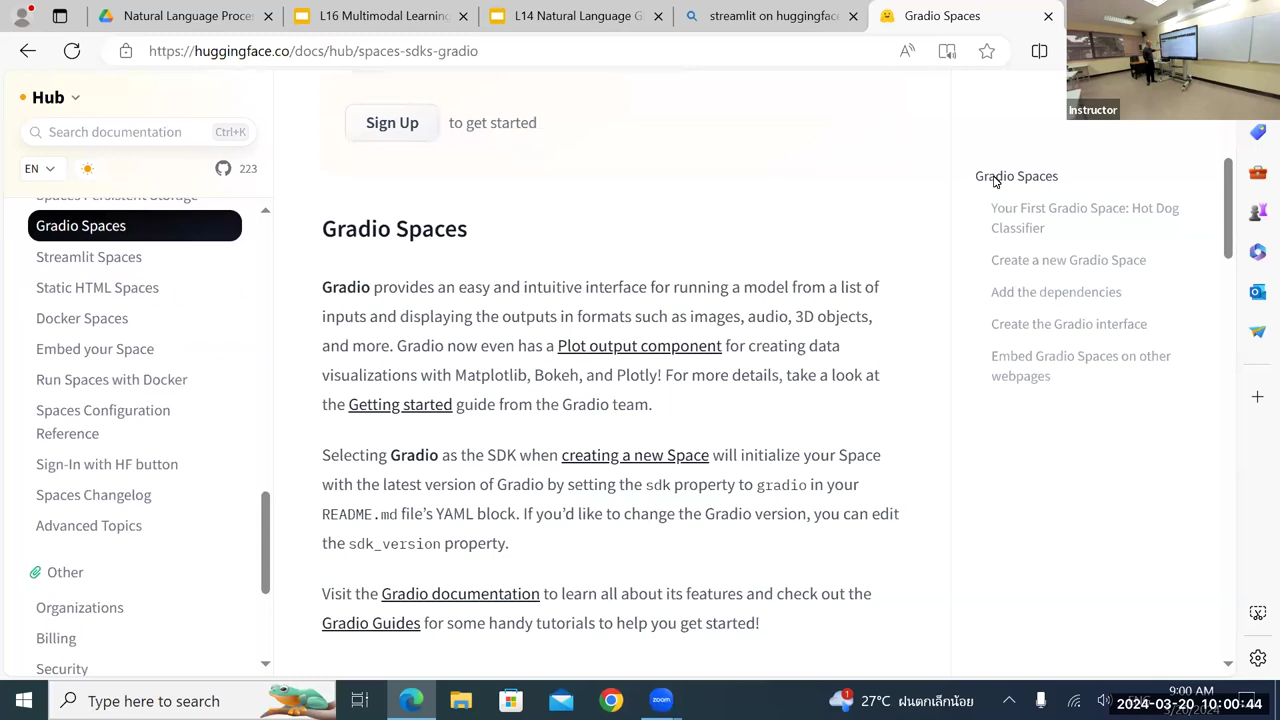 Natural Language Proces
L16 Multimodal Learning
L14 Natural Language G
streamlit on huggingfac
Gradio Spaces
https://huggingface.co/docs/hub/spaces-sdks-gradio
Instructor
Hub
Search documentation
Ctrl+K
EN
223
Spaces Persistent Storage
Gradio Spaces
Streamlit Spaces
Static HTML Spaces
Docker Spaces
Embed your Space
Run Spaces with Docker
Spaces Configuration
Reference
Sign-In with HF button
Spaces Changelog
Advanced Topics
Other
Organizations
Billing
Security
Sign Up to get started
Gradio Spaces
Gradio provides an easy and intuitive interface for running a model from a list of
inputs and displaying the outputs in formats such as images, audio, 3D objects,
and more. Gradio now even has a Plot output component for creating data
visualizations with Matplotlib, Bokeh, and Plotly! For more details, take a look at
the Getting started guide from the Gradio team.
Selecting Gradio as the SDK when creating a new Space will initialize your Space
with the latest version of Gradio by setting the sdk property to gradio in your
README.md file’s YAML block. If you’d like to change the Gradio version, you can edit
the sdk_version property.
Visit the Gradio documentation to learn all about its features and check out the
Gradio Guides for some handy tutorials to help you get started!
Gradio Spaces
Your First Gradio Space: Hot Dog
Classifier
Create a new Gradio Space
Add the dependencies
Create the Gradio interface
Embed Gradio Spaces on other
webpages
Type here to search
zoom
1
27°C ฝนตกเล็กน้อย
9:00 AM
2024-03-20 10:00:44